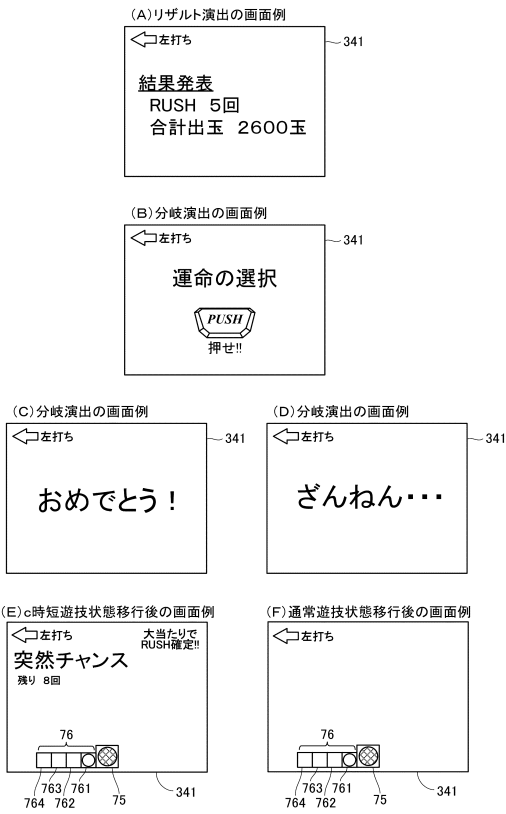 (A)リザルト演出の画面例
左打ち
341
結果発表
RUSH 5回
合計出玉 2600玉
(B)分岐演出の画面例
左打ち
341
運命の選択
PUSH
押せ!!
(C)分岐演出の画面例
左打ち
341
おめでとう！
(D)分岐演出の画面例
左打ち
341
ざんねん・・・
(E)c時短遊技状態移行後の画面例
左打ち
大当たりで
RUSH確定!!
突然チャンス
残り 8回
76
764
763
762
761
75
341
(F)通常遊技状態移行後の画面例
左打ち
76
764
763
762
761
75
341